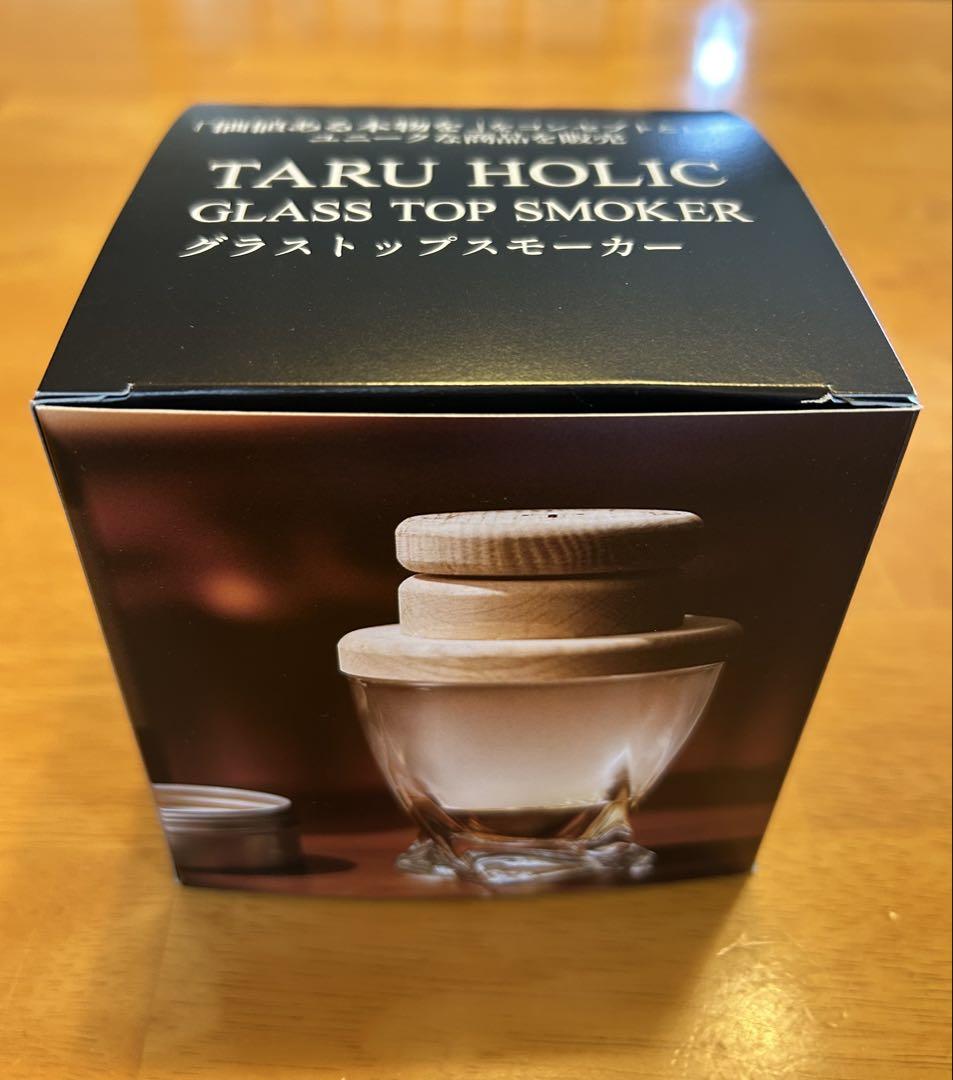 「価値ある本物を」をコンセプトに
ユニークな商品を販売
TARU HOLIC
GLASS TOP SMOKER
グラストップスモーカー